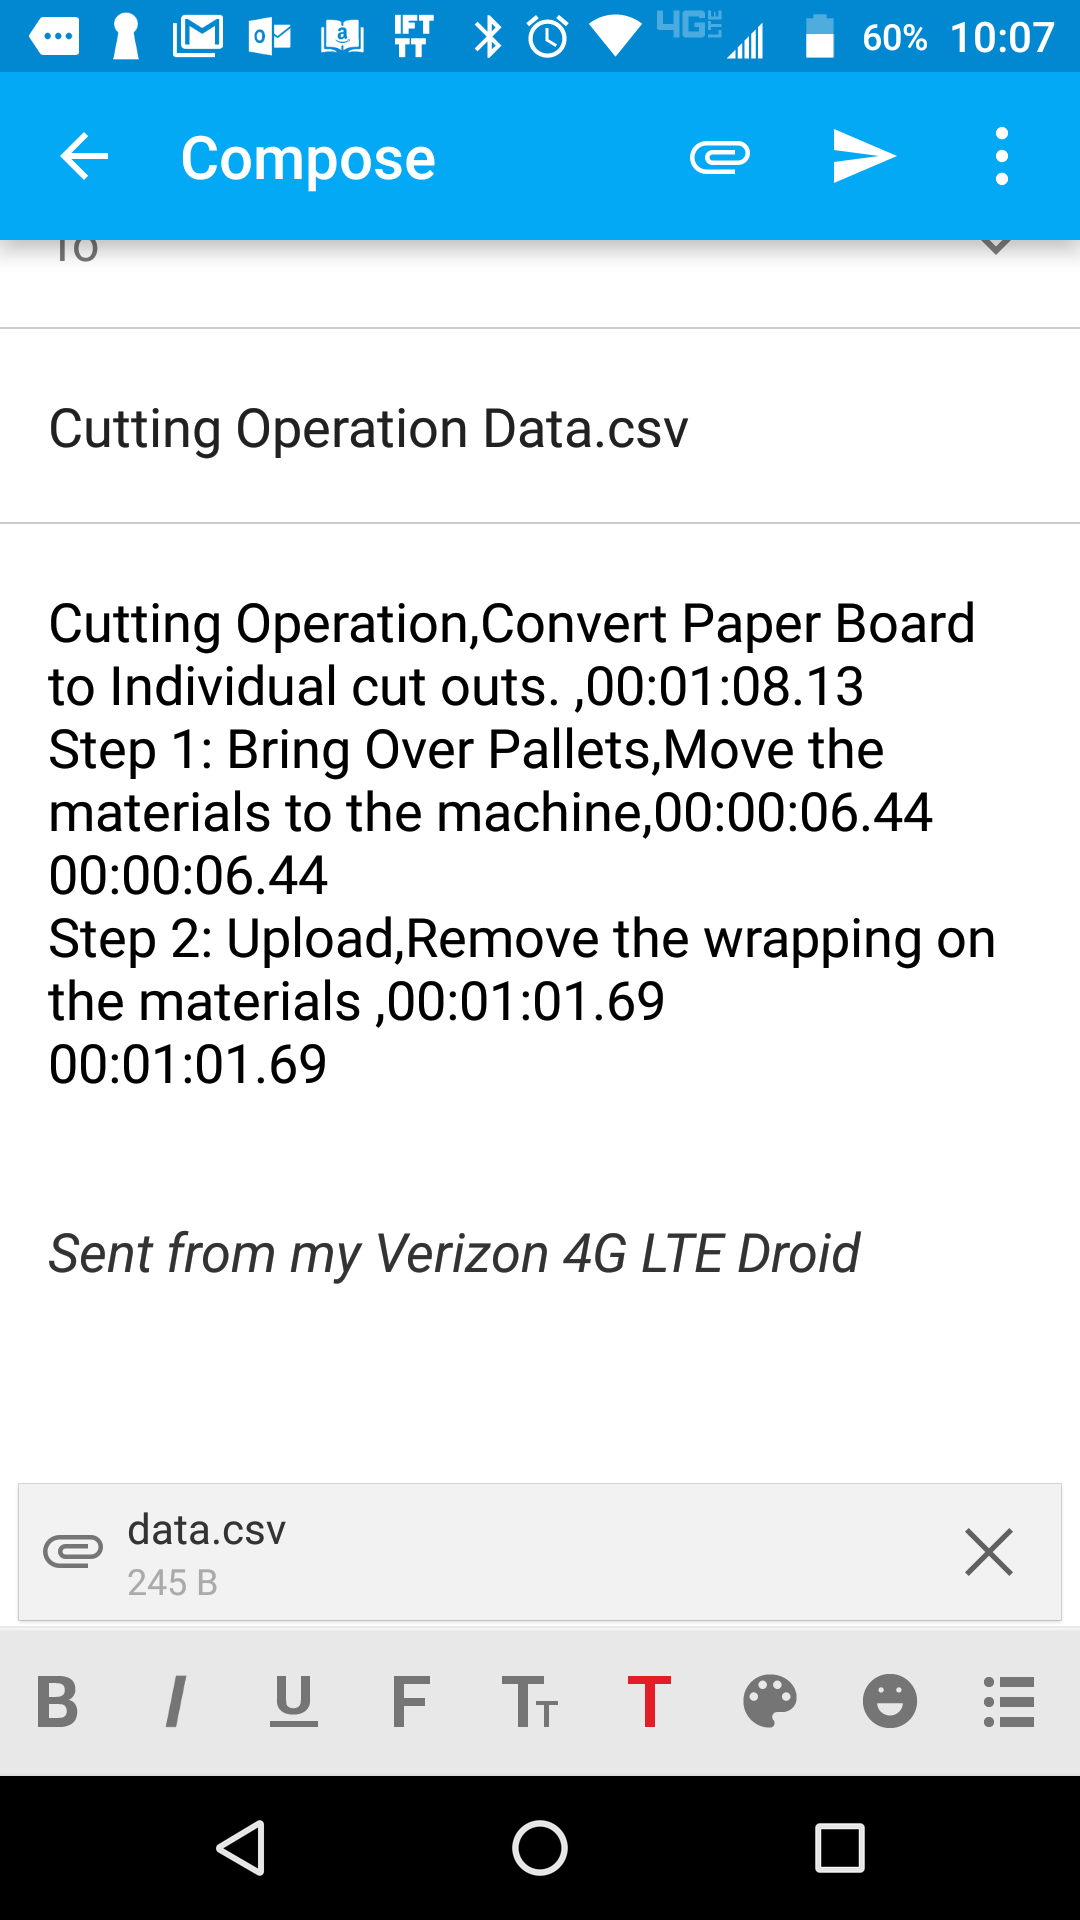 IFTTT 4G LTE 60% 10:07
Compose
To
Cutting Operation Data.csv
Cutting Operation,Convert Paper Board
to Individual cut outs. ,00:01:08.13
Step 1: Bring Over Pallets,Move the
materials to the machine,00:00:06.44
00:00:06.44
Step 2: Upload,Remove the wrapping on
the materials ,00:01:01.69
00:01:01.69
Sent from my Verizon 4G LTE Droid
data.csv
245 B
B I U F TT T